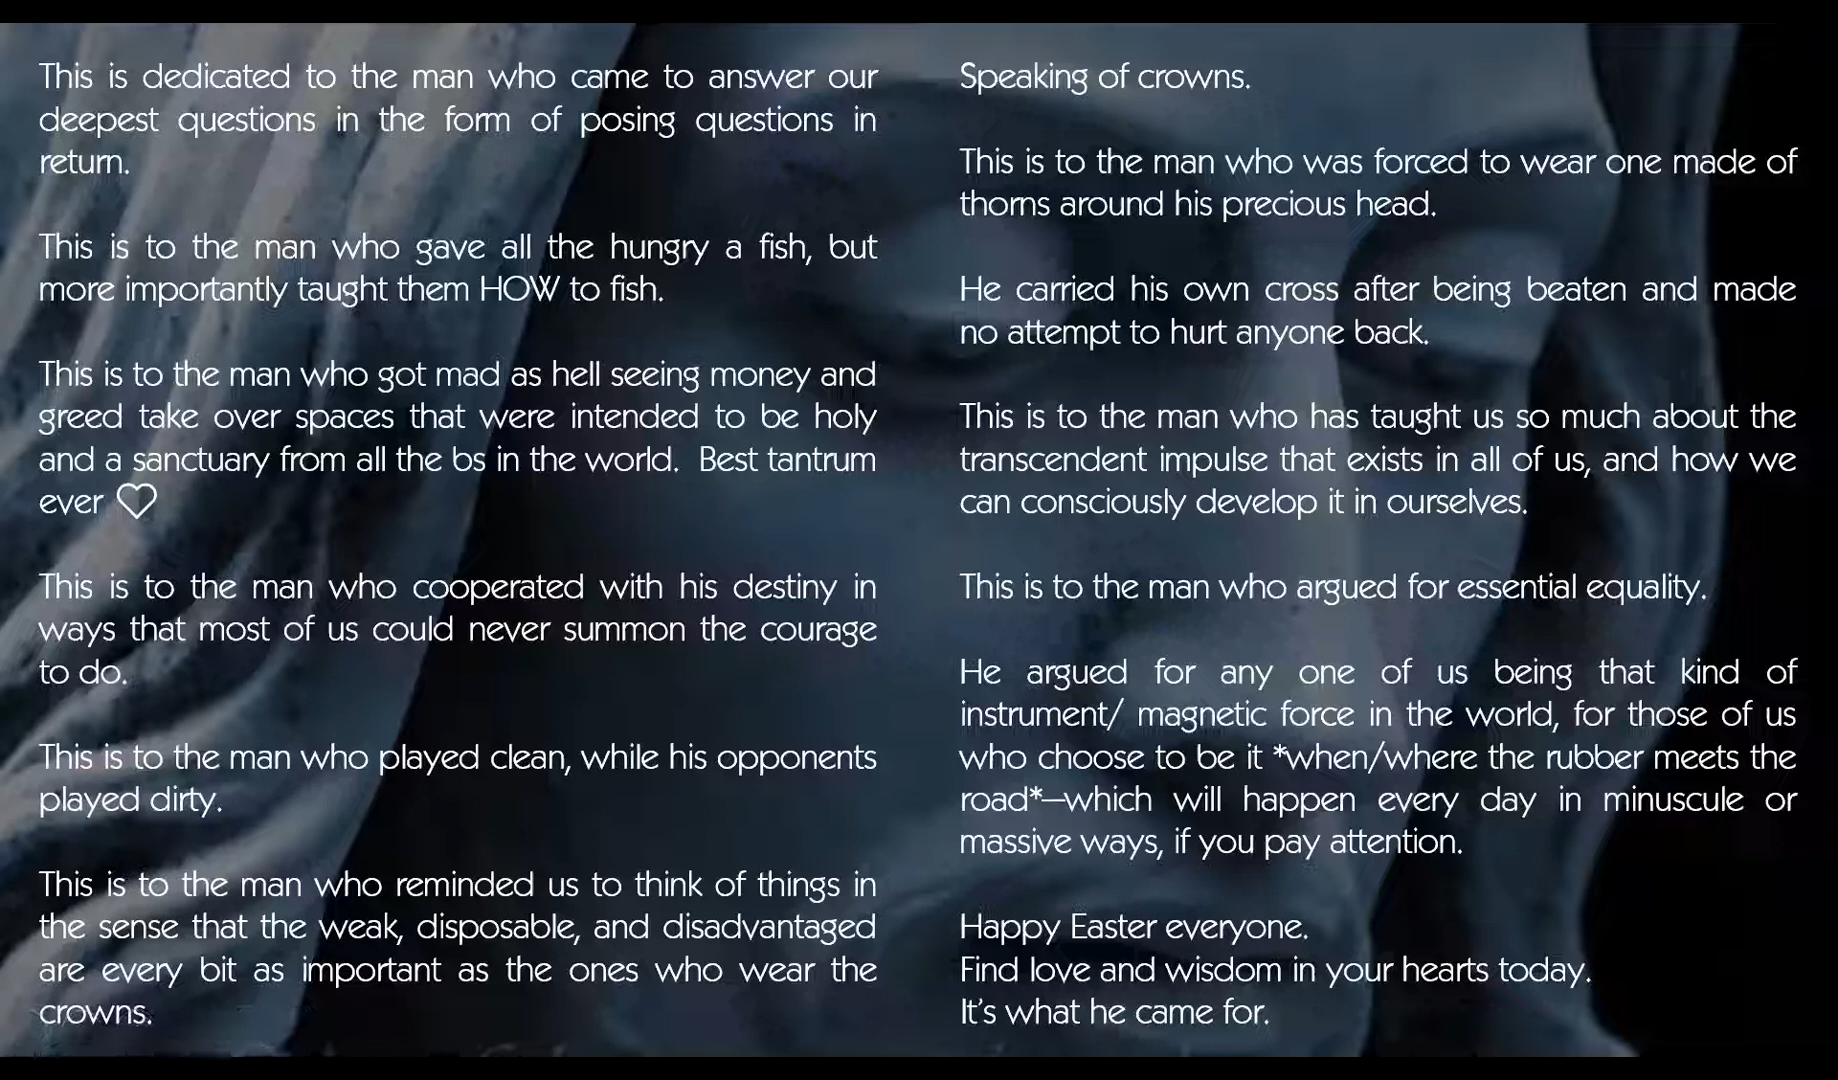 This is dedicated to the man who came to answer our
deepest questions in the form of posing questions in
return.
This is to the man who gave all the hungry a fish, but
more importantly taught them HOW to fish.
This is to the man who got mad as hell seeing money and
greed take over spaces that were intended to be holy
and a sanctuary from all the bs in the world. Best tantrum
ever ♡
This is to the man who cooperated with his destiny in
ways that most of us could never summon the courage
to do.
This is to the man who played clean, while his opponents
played dirty.
This is to the man who reminded us to think of things in
the sense that the weak, disposable, and disadvantaged
are every bit as important as the ones who wear the
crowns.
Speaking of crowns.
This is to the man who was forced to wear one made of
thorns around his precious head.
He carried his own cross after being beaten and made
no attempt to hurt anyone back.
This is to the man who has taught us so much about the
transcendent impulse that exists in all of us, and how we
can consciously develop it in ourselves.
This is to the man who argued for essential equality.
He argued for any one of us being that kind of
instrument/ magnetic force in the world, for those of us
who choose to be it *when/where the rubber meets the
road*—which will happen every day in minuscule or
massive ways, if you pay attention.
Happy Easter everyone.
Find love and wisdom in your hearts today.
It's what he came for.